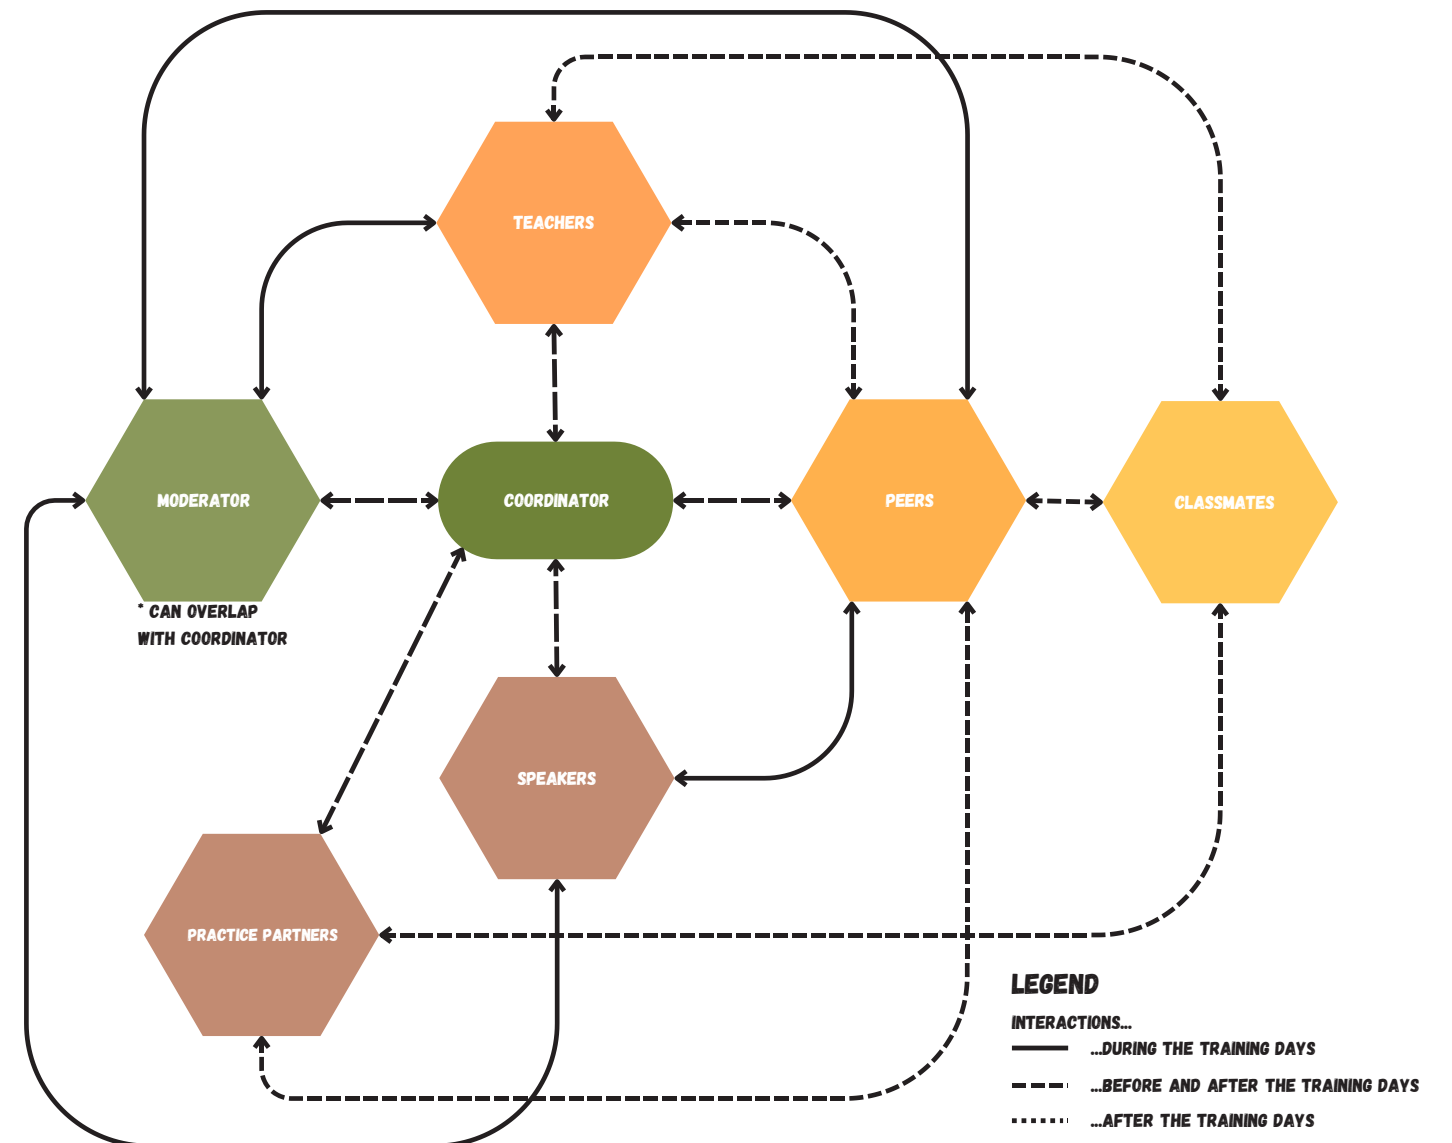 TEACHERS
MODERATOR
COORDINATOR
PEERS
CLASSMATES
* CAN OVERLAP
WITH COORDINATOR
SPEAKERS
PRACTICE PARTNERS
LEGEND
INTERACTIONS...
...DURING THE TRAINING DAYS
...BEFORE AND AFTER THE TRAINING DAYS
...AFTER THE TRAINING DAYS